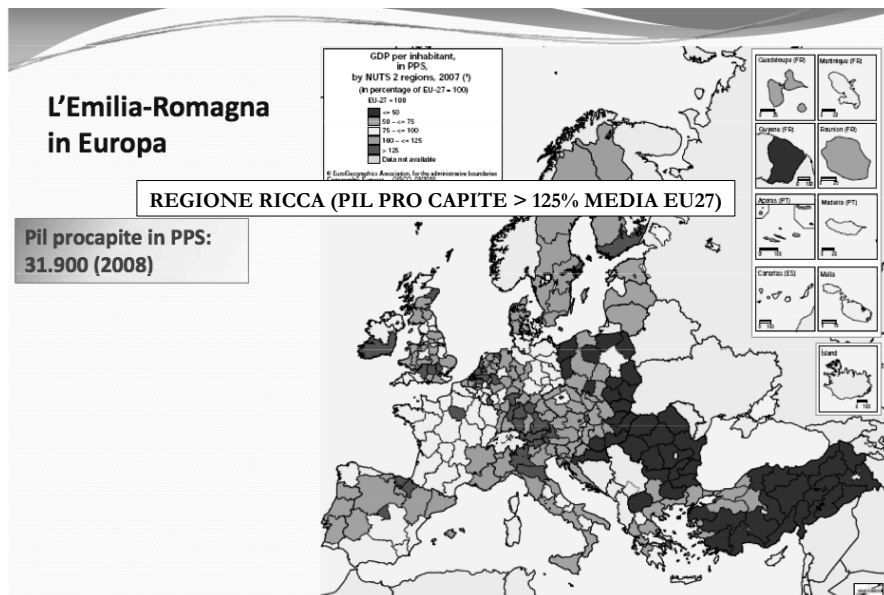 L'Emilia-Romagna
in Europa
GDP per inhabitant,
in PPS,
by NUTS 2 regions, 2007 (¹)
(in percentage of EU-27 = 100)
EU-27 = 100
<= 50
50 – <= 75
75 – <= 100
100 – <= 125
> 125
Data not available
© EuroGeographics Association, for the administrative boundaries
REGIONE RICCA (PIL PRO CAPITE > 125% MEDIA EU27)
Pil procapite in PPS:
31.900 (2008)
Guadeloupe (FR)
Martinique (FR)
Guyane (FR)
Réunion (FR)
Açores (PT)
Madeira (PT)
Canarias (ES)
Malta
Ísland